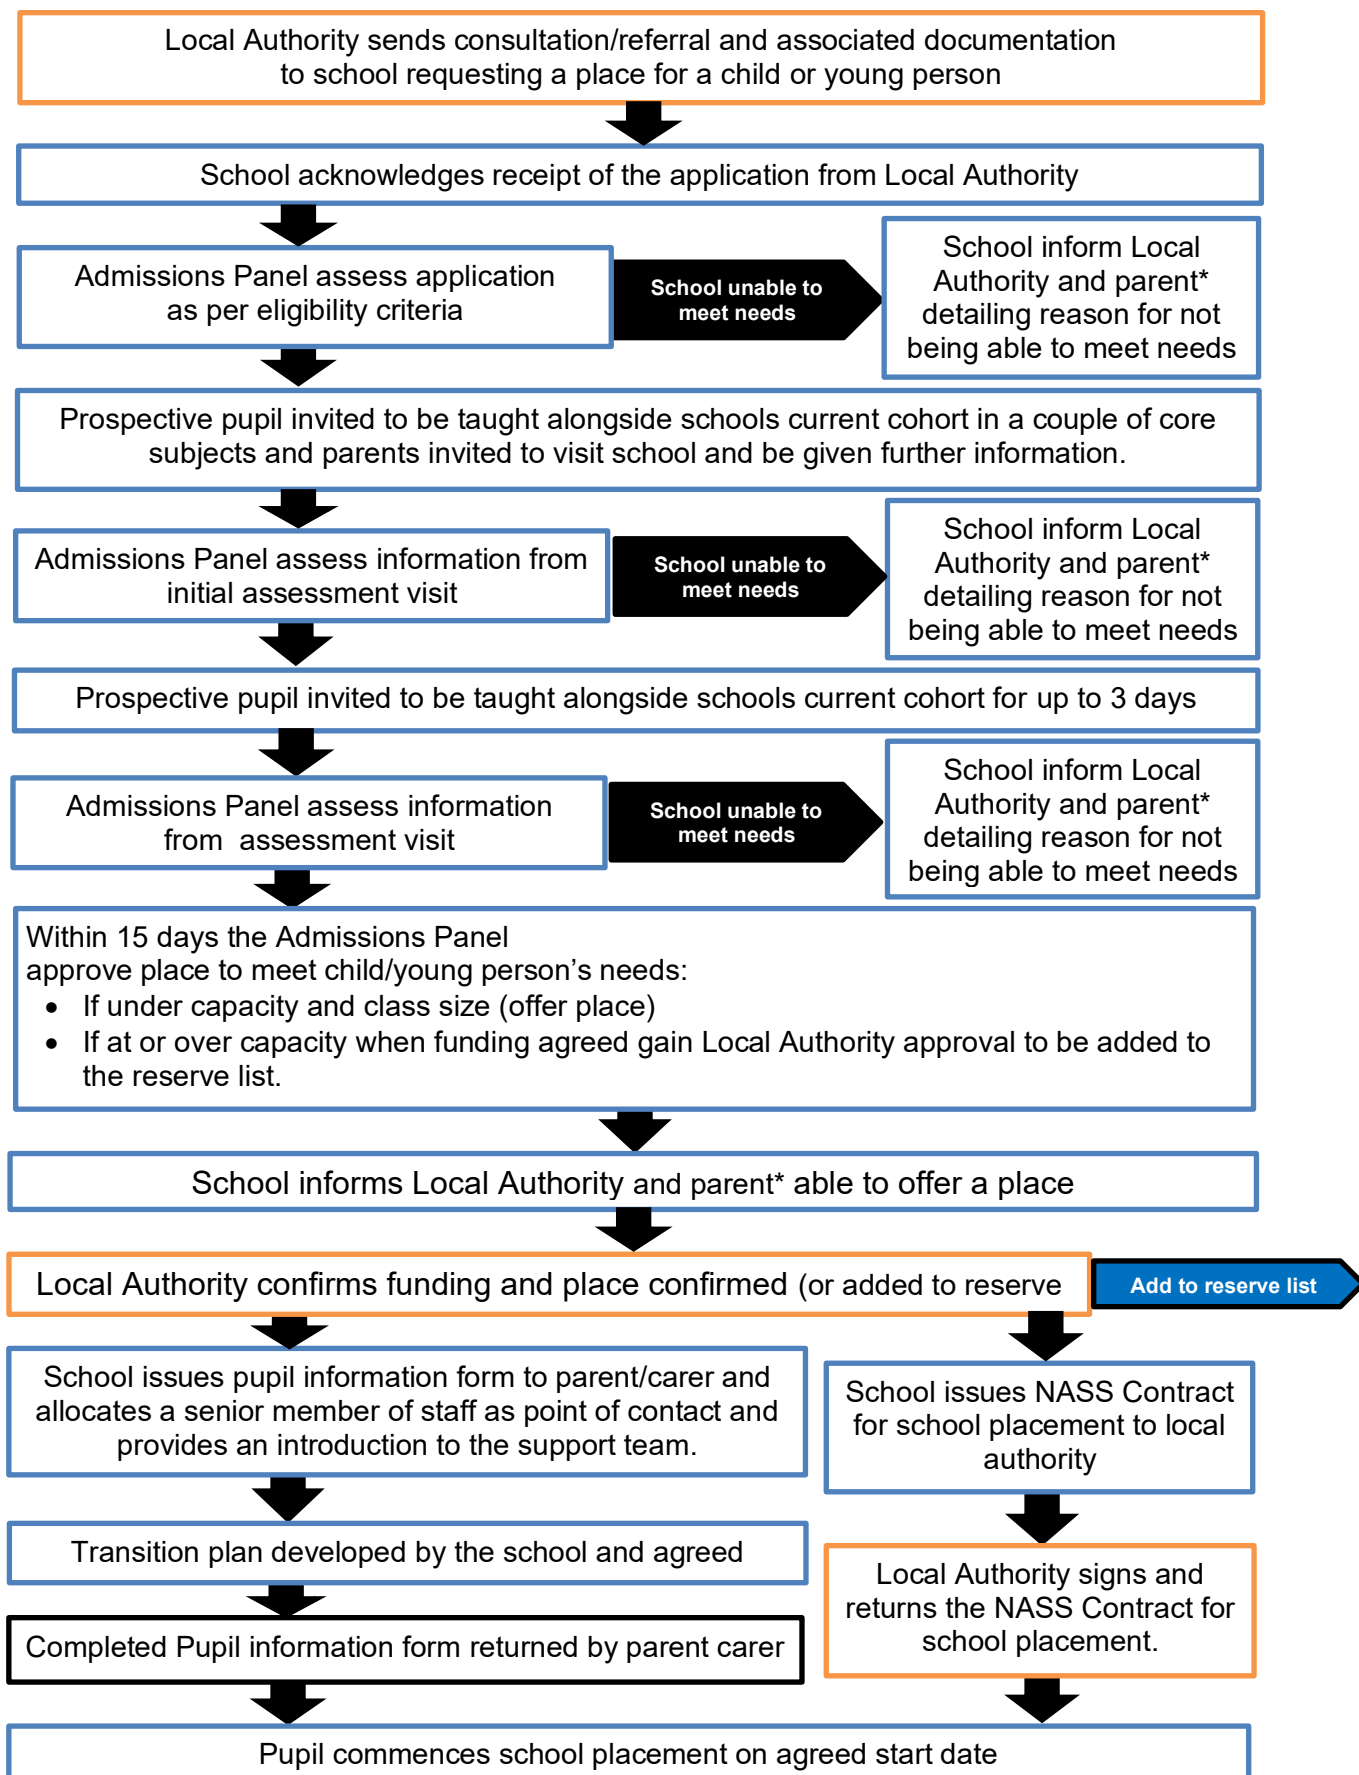 Local Authority sends consultation/referral and associated documentation
to school requesting a place for a child or young person
School acknowledges receipt of the application from Local Authority
Admissions Panel assess application
as per eligibility criteria
School unable to
meet needs
School inform Local
Authority and parent*
detailing reason for not
being able to meet needs
Prospective pupil invited to be taught alongside schools current cohort in a couple of core
subjects and parents invited to visit school and be given further information.
Admissions Panel assess information from
initial assessment visit
School unable to
meet needs
School inform Local
Authority and parent*
detailing reason for not
being able to meet needs
Prospective pupil invited to be taught alongside schools current cohort for up to 3 days
Admissions Panel assess information
from  assessment visit
School unable to
meet needs
School inform Local
Authority and parent*
detailing reason for not
being able to meet needs
Within 15 days the Admissions Panel
approve place to meet child/young person’s needs:
• If under capacity and class size (offer place)
• If at or over capacity when funding agreed gain Local Authority approval to be added to
the reserve list.
School informs Local Authority and parent* able to offer a place
Local Authority confirms funding and place confirmed (or added to reserve
Add to reserve list
School issues pupil information form to parent/carer and
allocates a senior member of staff as point of contact and
provides an introduction to the support team.
School issues NASS Contract
for school placement to local
authority
Transition plan developed by the school and agreed
Local Authority signs and
returns the NASS Contract for
school placement.
Completed Pupil information form returned by parent carer
Pupil commences school placement on agreed start date